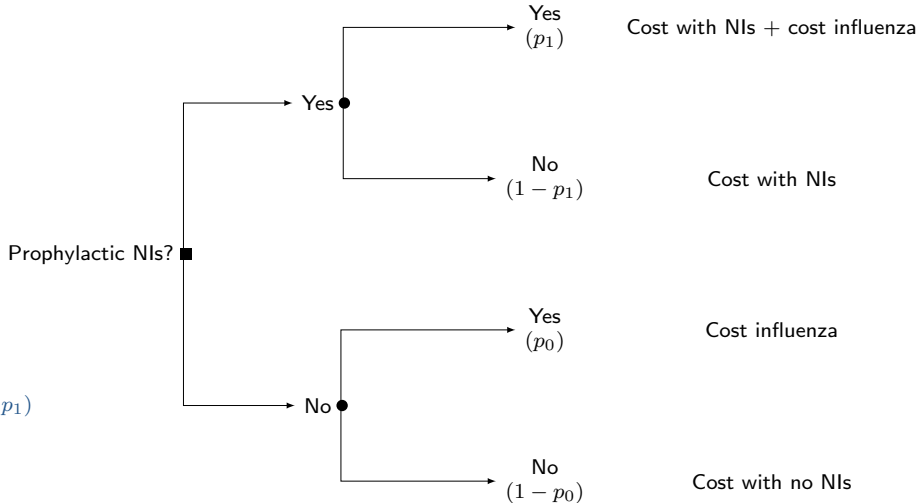 Yes
(p₁)
Cost with NIs + cost influenza
Yes
No
(1 − p₁)
Cost with NIs
Prophylactic NIs?
Yes
(p₀)
Cost influenza
p₁)
No
No
(1 − p₀)
Cost with no NIs